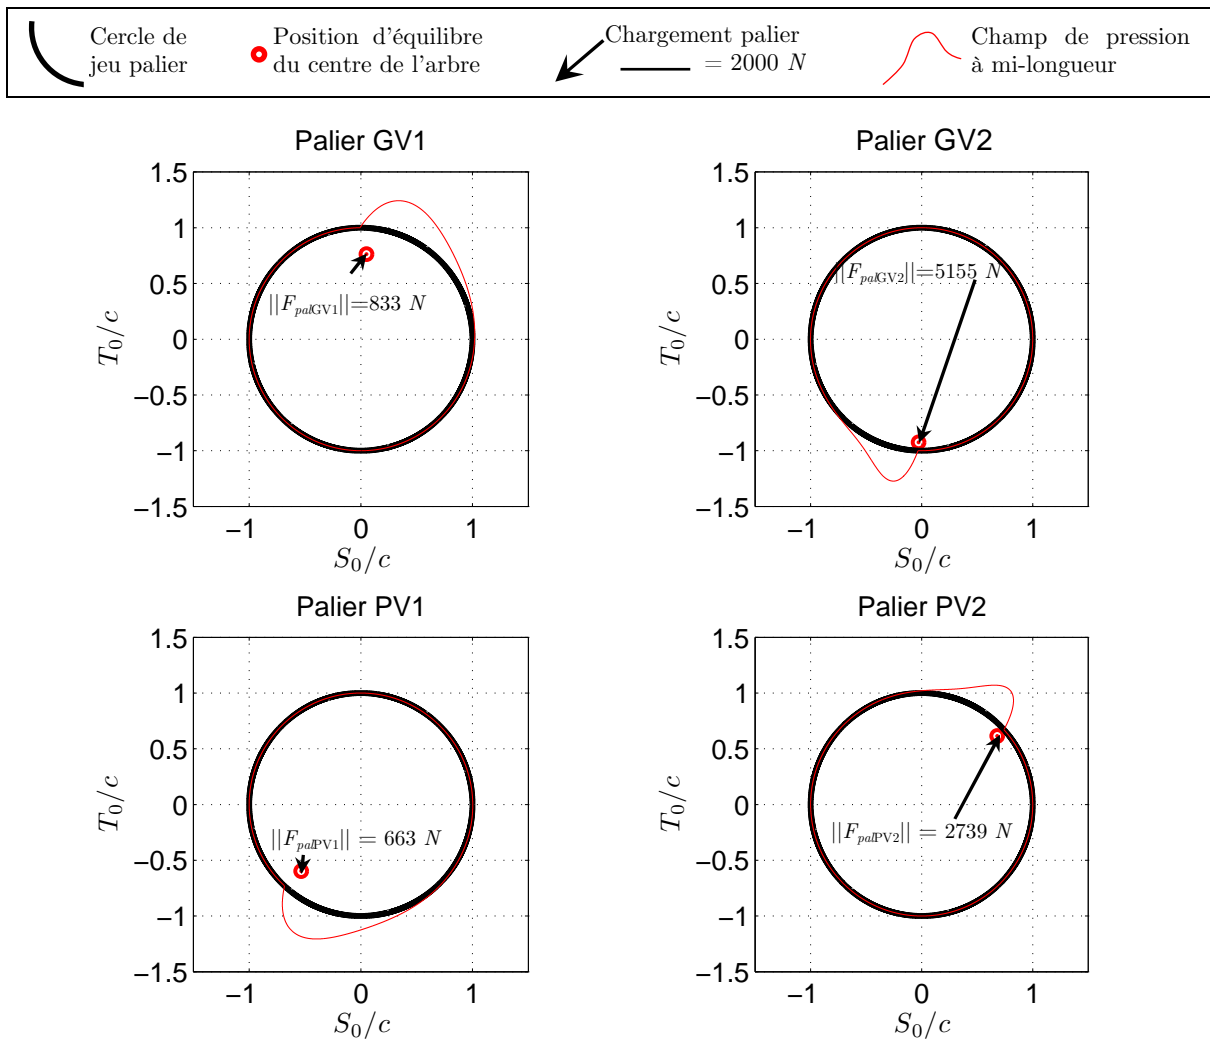 Cercle de
jeu palier
Position d'équilibre
du centre de l'arbre
Chargement palier
= 2000 N
Champ de pression
à mi-longueur
Palier GV1
1.5
1
0.5
0
−0.5
−1
−1.5
−1 0 1
T0/c
S0/c
||FpalGV1||=833 N
Palier GV2
1.5
1
0.5
0
−0.5
−1
−1.5
−1 0 1
T0/c
S0/c
||FpalGV2||=5155 N
Palier PV1
1.5
1
0.5
0
−0.5
−1
−1.5
−1 0 1
T0/c
S0/c
||FpalPV1|| = 663 N
Palier PV2
1.5
1
0.5
0
−0.5
−1
−1.5
−1 0 1
T0/c
S0/c
||FpalPV2|| = 2739 N